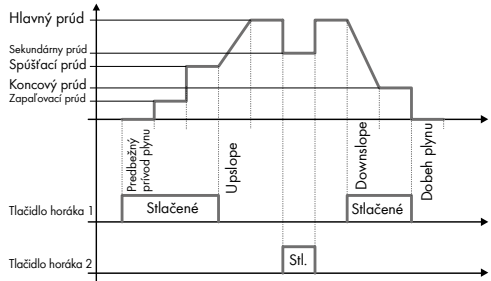 Hlavný prúd
Sekundárny prúd
Spúšťací prúd
Koncový prúd
Zapaľovací prúd
Predbežný
prívod plynu
Upslope
Downslope
Dobeh plynu
Tlačidlo horáka 1
Stlačené
Stlačené
Tlačidlo horáka 2
Stl.